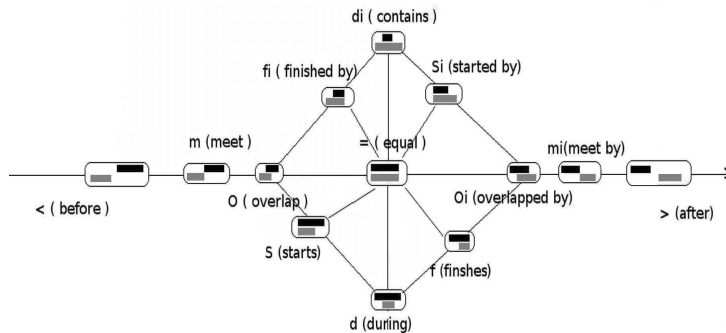 di ( contains )
fi ( finished by)
Si (started by)
m (meet )
= ( equal )
mi(meet by)
< ( before )
O ( overlap )
Oi (overlapped by)
> (after)
S (starts)
f (finshes)
d (during)